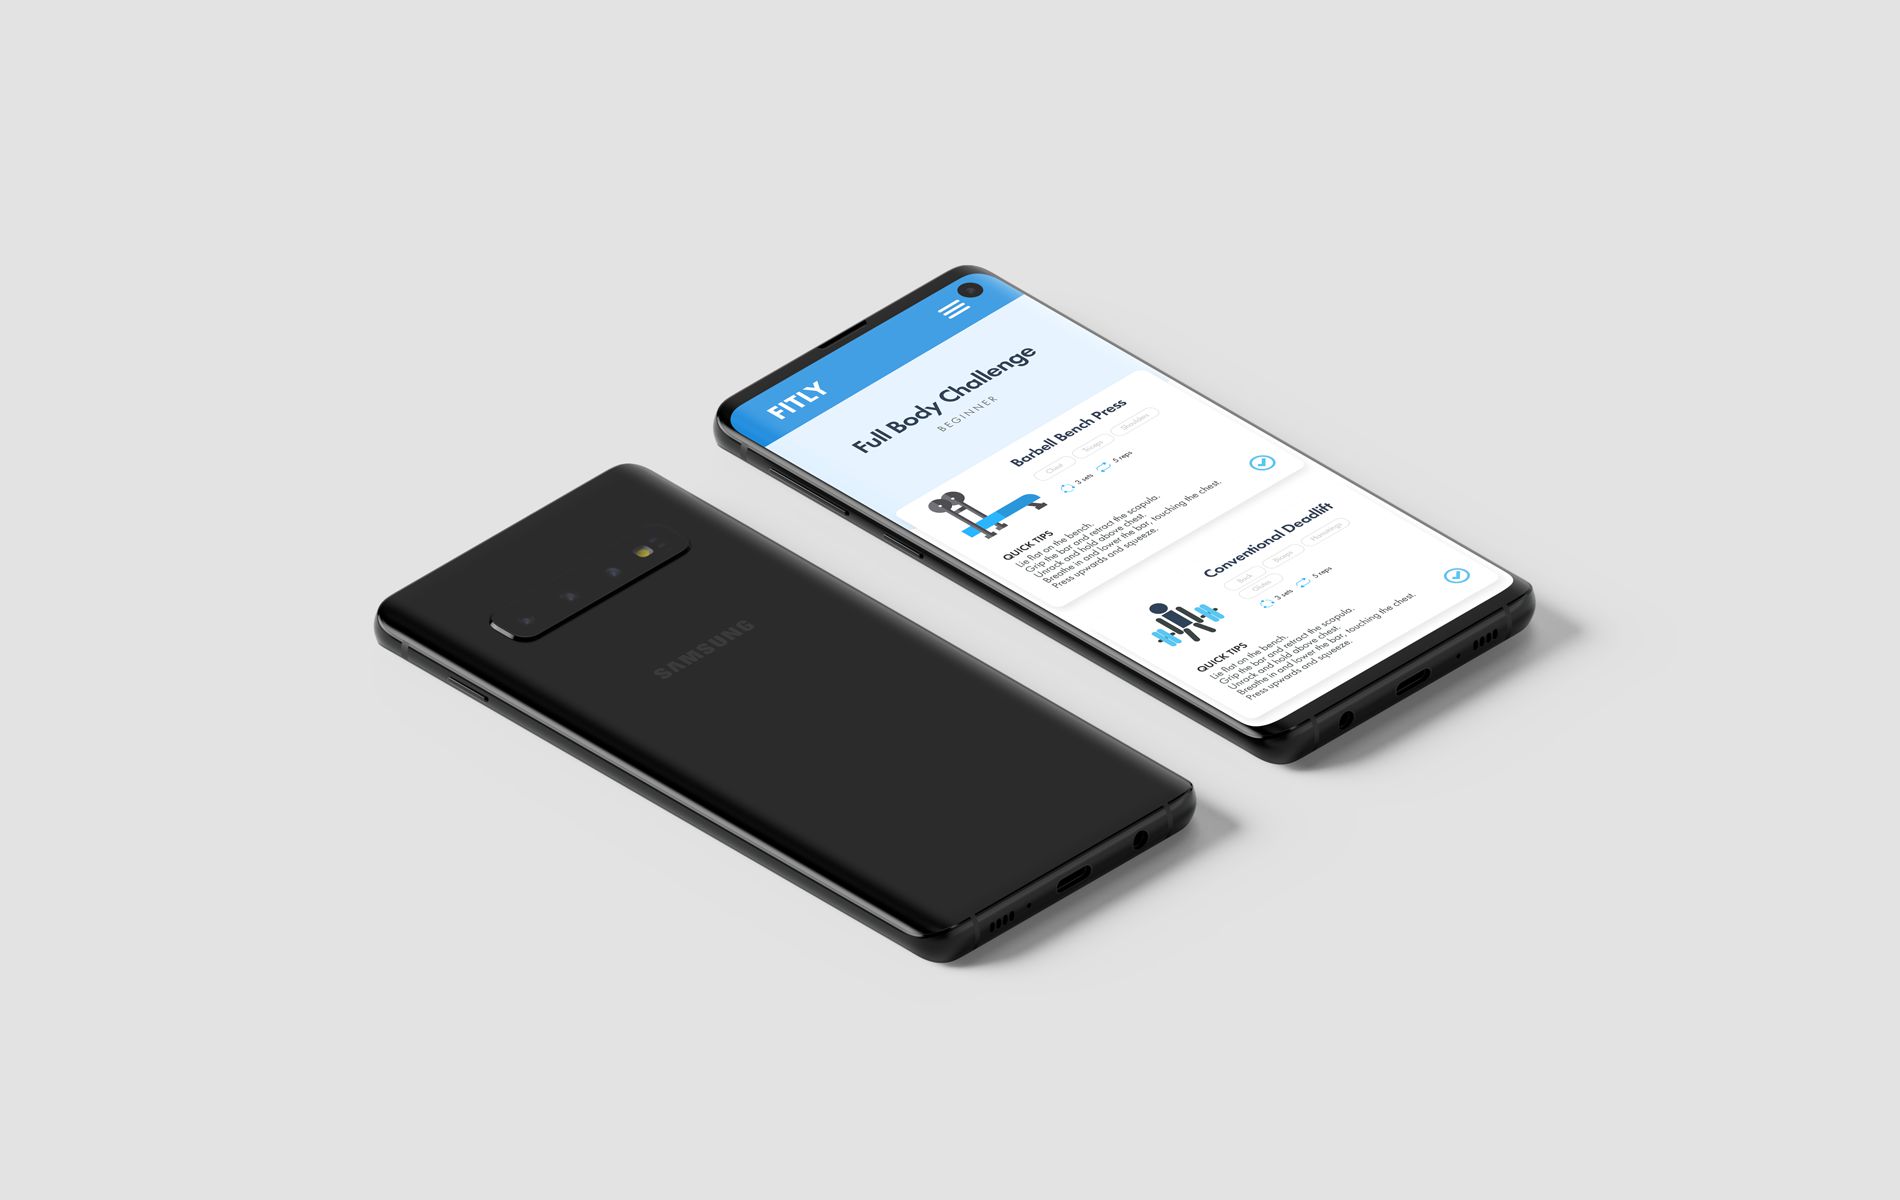 FITLY
Full Body Challenge
BEGINNER
Barbell Bench Press
Chest Triceps Shoulders
3 sets 5 reps
QUICK TIPS
Lie flat on the bench.
Grip the bar and retract the scapula.
Unrack and hold above chest.
Breathe in and lower the bar, touching the chest.
Press upwards and squeeze.
Conventional Deadlift
Back Biceps Hamstrings
Glutes
3 sets 5 reps
QUICK TIPS
Lie flat on the bench.
Grip the bar and retract the scapula.
Unrack and hold above chest.
Breathe in and lower the bar, touching the chest.
Press upwards and squeeze.
SAMSUNG